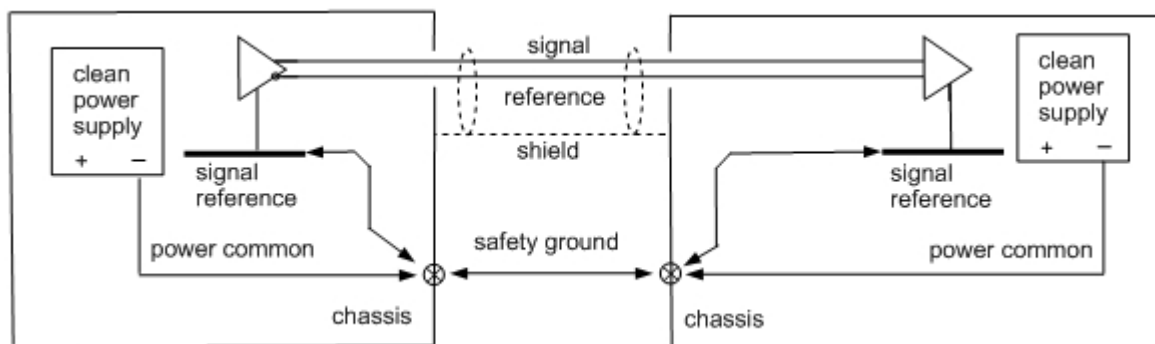 clean
power
supply
+ −
signal
reference
power common
chassis
signal
reference
shield
safety ground
clean
power
supply
+ −
signal
reference
power common
chassis